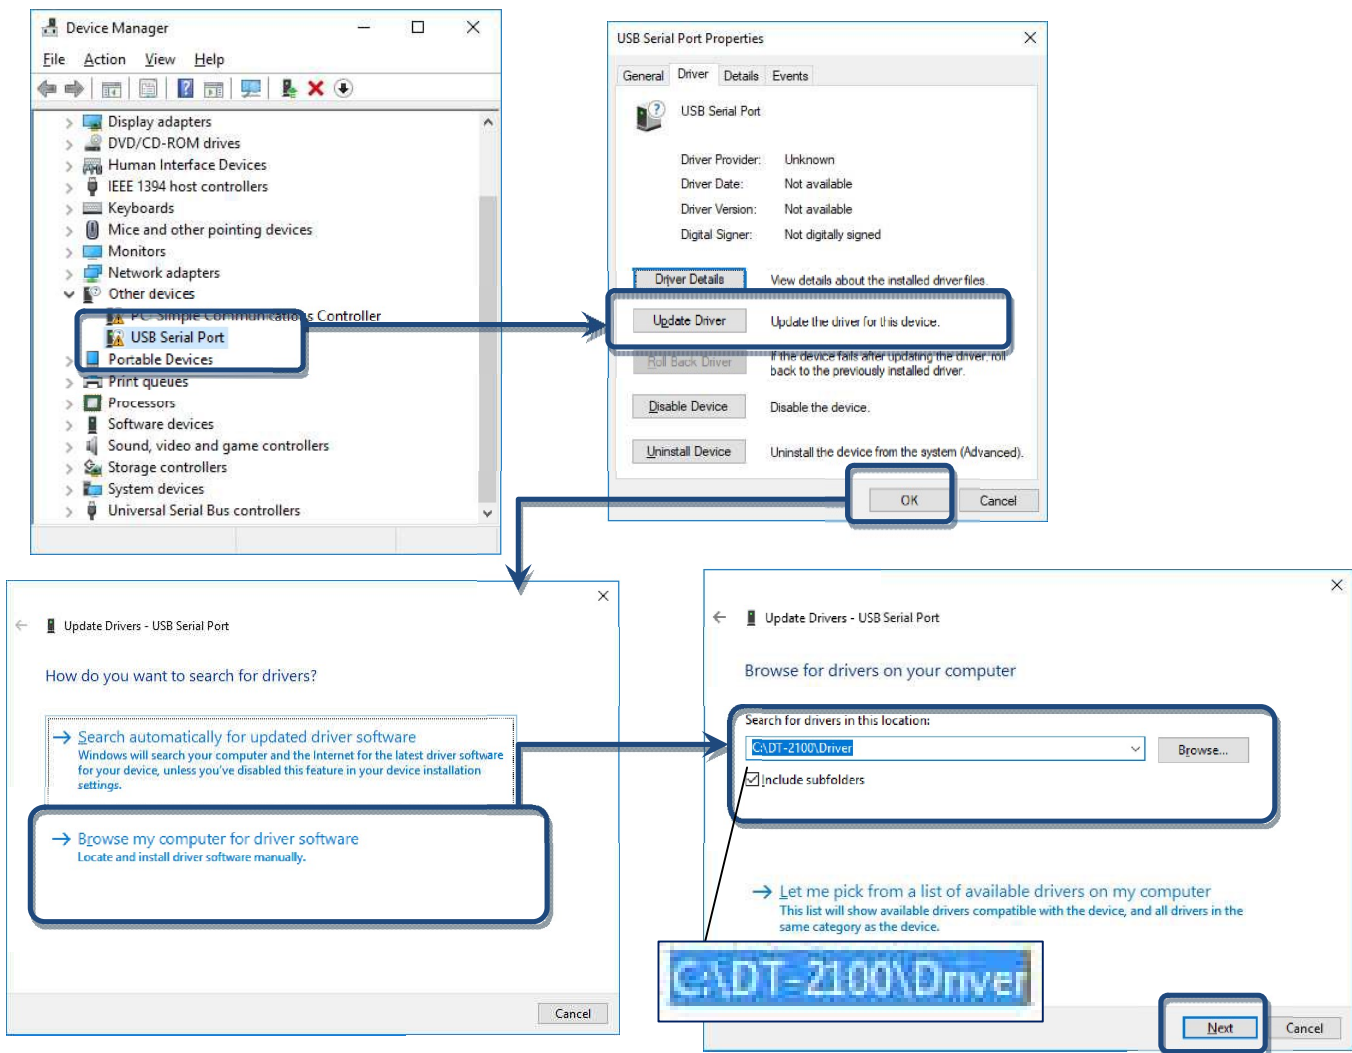 Device Manager
File Action View Help
Display adapters
DVD/CD-ROM drives
Human Interface Devices
IEEE 1394 host controllers
Keyboards
Mice and other pointing devices
Monitors
Network adapters
Other devices
PC Simple Communications Controller
USB Serial Port
Portable Devices
Print queues
Processors
Software devices
Sound, video and game controllers
Storage controllers
System devices
Universal Serial Bus controllers
USB Serial Port Properties
General Driver Details Events
USB Serial Port
Driver Provider: Unknown
Driver Date: Not available
Driver Version: Not available
Digital Signer: Not digitally signed
Driver Details View details about the installed driver files.
Update Driver Update the driver for this device.
Roll Back Driver If the device fails after updating the driver, roll
back to the previously installed driver.
Disable Device Disable the device.
Uninstall Device Uninstall the device from the system (Advanced).
OK Cancel
Update Drivers - USB Serial Port
How do you want to search for drivers?
Search automatically for updated driver software
Windows will search your computer and the Internet for the latest driver software
for your device, unless you've disabled this feature in your device installation
settings.
Browse my computer for driver software
Locate and install driver software manually.
Cancel
Update Drivers - USB Serial Port
Browse for drivers on your computer
Search for drivers in this location:
C:\DT-2100\Driver
Browse...
Include subfolders
Let me pick from a list of available drivers on my computer
This list will show available drivers compatible with the device, and all drivers in the
same category as the device.
C:\DT-2100\Driver
Next Cancel